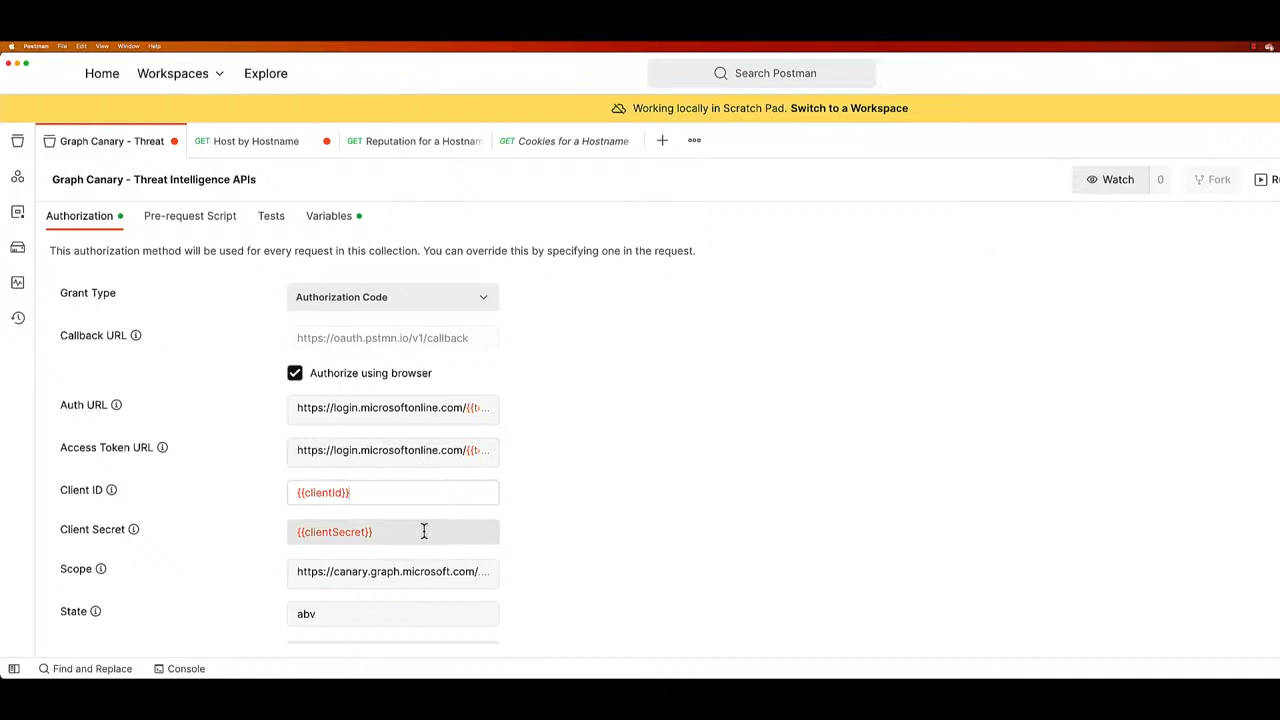 Postman File Edit View Window Help
Home Workspaces Explore Search Postman
Working locally in Scratch Pad. Switch to a Workspace
Graph Canary - Threat GET Host by Hostname GET Reputation for a Hostnam GET Cookies for a Hostname
Graph Canary - Threat Intelligence APIs Watch 0 Fork
Authorization Pre-request Script Tests Variables
This authorization method will be used for every request in this collection. You can override this by specifying one in the request.
Grant Type Authorization Code
Callback URL https://oauth.pstmn.io/v1/callback
Authorize using browser
Auth URL https://login.microsoftonline.com/{{t...
Access Token URL https://login.microsoftonline.com/{{t...
Client ID {{clientId}}
Client Secret {{clientSecret}}
Scope https://canary.graph.microsoft.com/....
State abv
Find and Replace Console